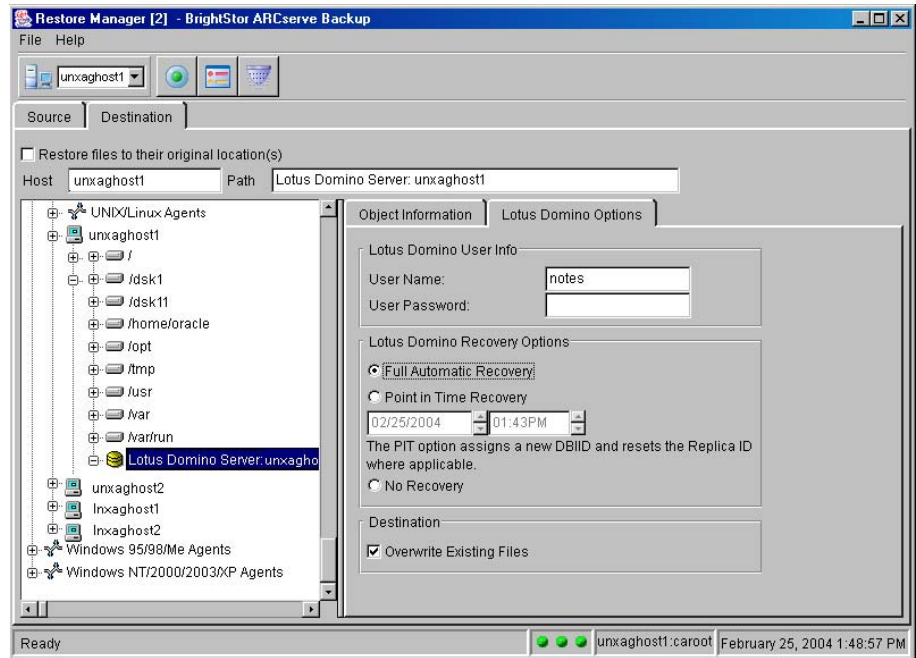 Restore Manager [2] - BrightStor ARCserve Backup
File Help
unxaghost1
Source Destination
Restore files to their original location(s)
Host unxaghost1 Path Lotus Domino Server: unxaghost1
UNIX/Linux Agents
unxaghost1
/
/dsk1
/dsk11
/home/oracle
/opt
/tmp
/usr
/var
/var/run
Lotus Domino Server:unxagho
unxaghost2
lnxaghost1
lnxaghost2
Windows 95/98/Me Agents
Windows NT/2000/2003/XP Agents
Object Information Lotus Domino Options
Lotus Domino User Info
User Name: notes
User Password:
Lotus Domino Recovery Options
Full Automatic Recovery
Point in Time Recovery
02/25/2004 01:43PM
The PIT option assigns a new DBIID and resets the Replica ID
where applicable.
No Recovery
Destination
Overwrite Existing Files
Ready unxaghost1:caroot February 25, 2004 1:48:57 PM